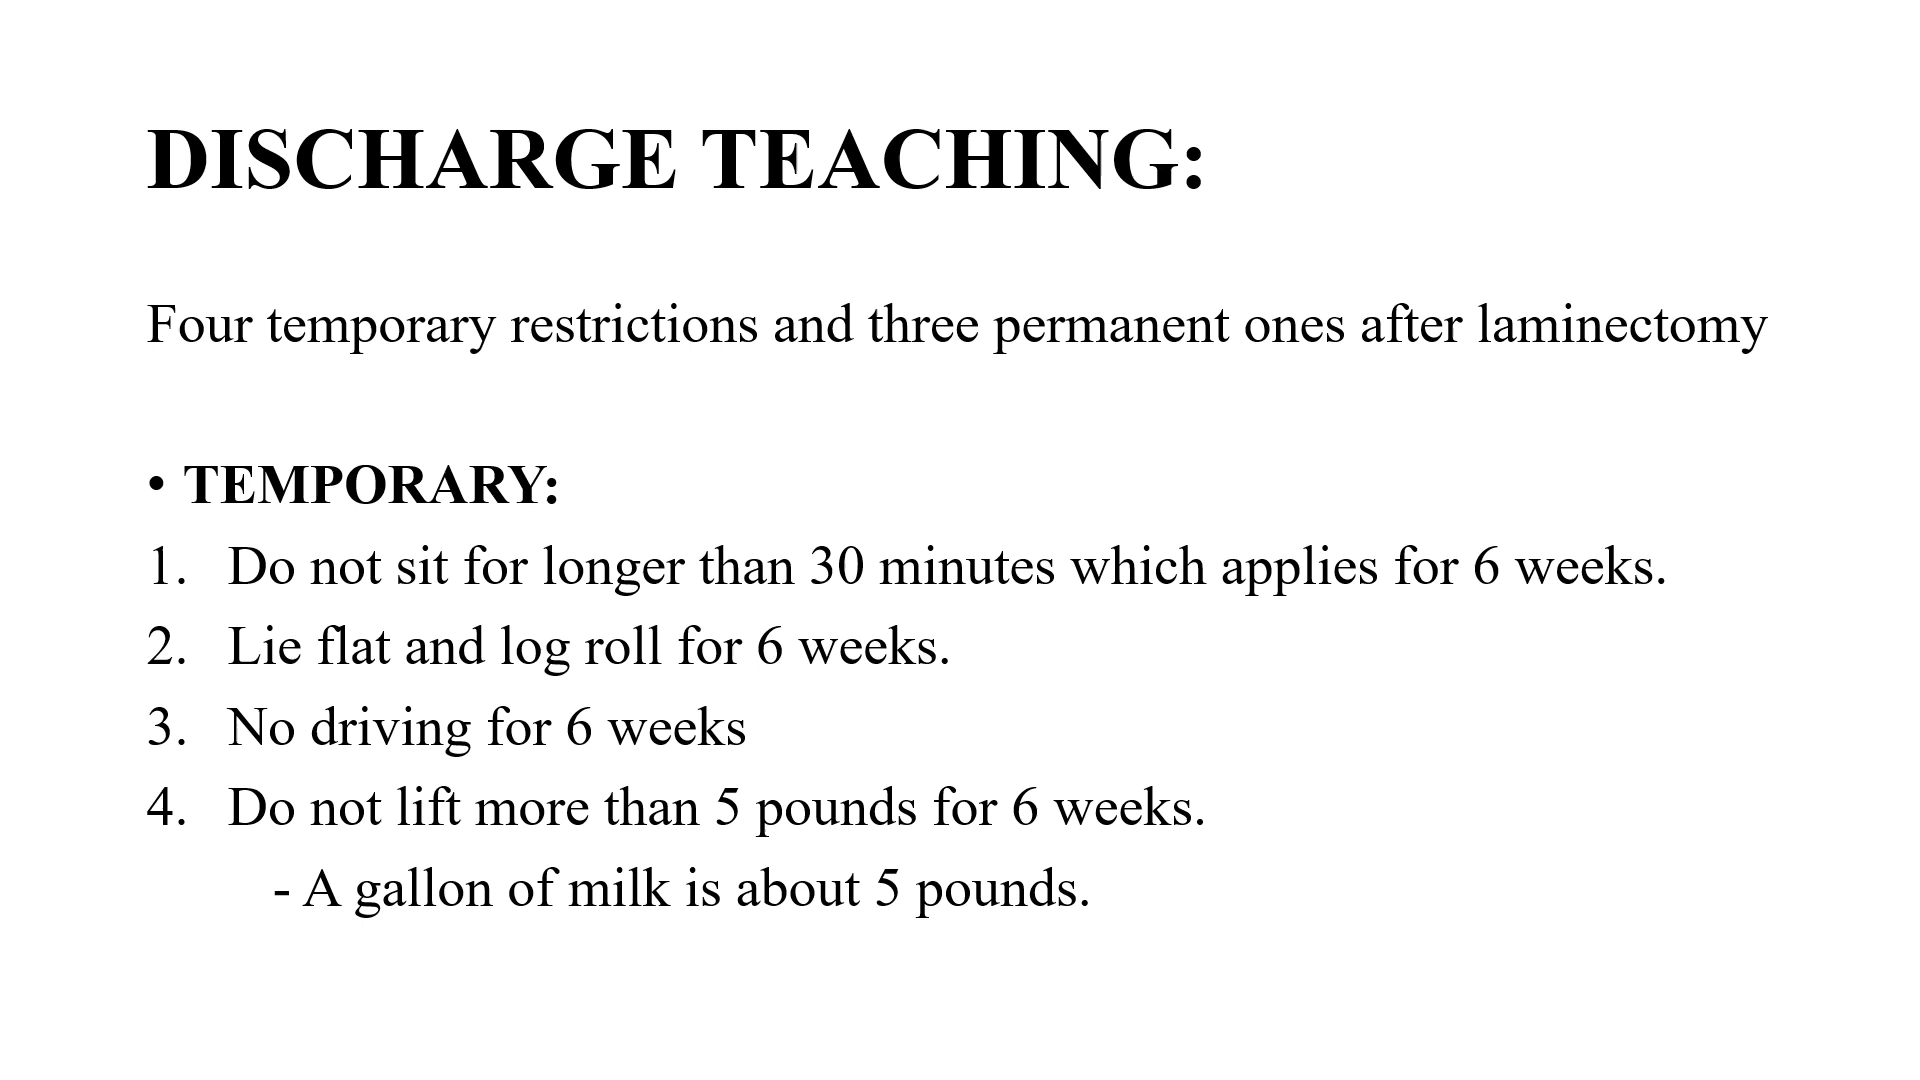 DISCHARGE TEACHING:
Four temporary restrictions and three permanent ones after laminectomy
• TEMPORARY:
1. Do not sit for longer than 30 minutes which applies for 6 weeks.
2. Lie flat and log roll for 6 weeks.
3. No driving for 6 weeks
4. Do not lift more than 5 pounds for 6 weeks.
- A gallon of milk is about 5 pounds.